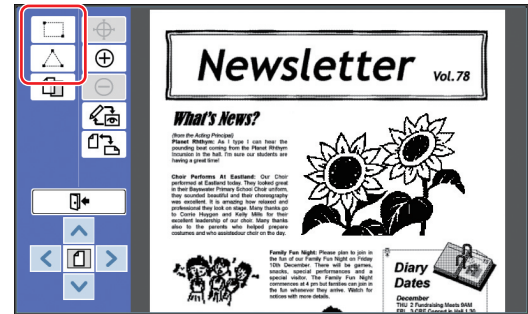 Newsletter Vol. 78
What's News?
(from the Acting Principal)
Planet Rhthym: As I type I can hear the
pounding beat coming from the Planet Rhthym
Incursion in the hall. I'm sure our students are
having a great time!
Choir Performs At Eastland: Our Choir
performed at Eastland today. They looked great
in their Bayswater Primary School Choir uniform,
they sounded beautiful and their choreography
was excellent. It is amazing how relaxed and
professional they look on stage. Many thanks go
to Corrie Huygen and Kelly Mills for their
excellent leadership of our choir. Many thanks
also to the parents who helped prepare
costumes and who assisted our choir on the day.
Family Fun Night: Please plan to join in
the fun of our Family Fun Night on Friday
10th December. There will be games,
snacks, special performances and a
special visitor. The Family Fun Night
commences at 4 pm but families can join in
the fun whenever they arrive. Watch for
notices with more details.
Diary
Dates
December
THU 2 Fundraising Meets 9AM